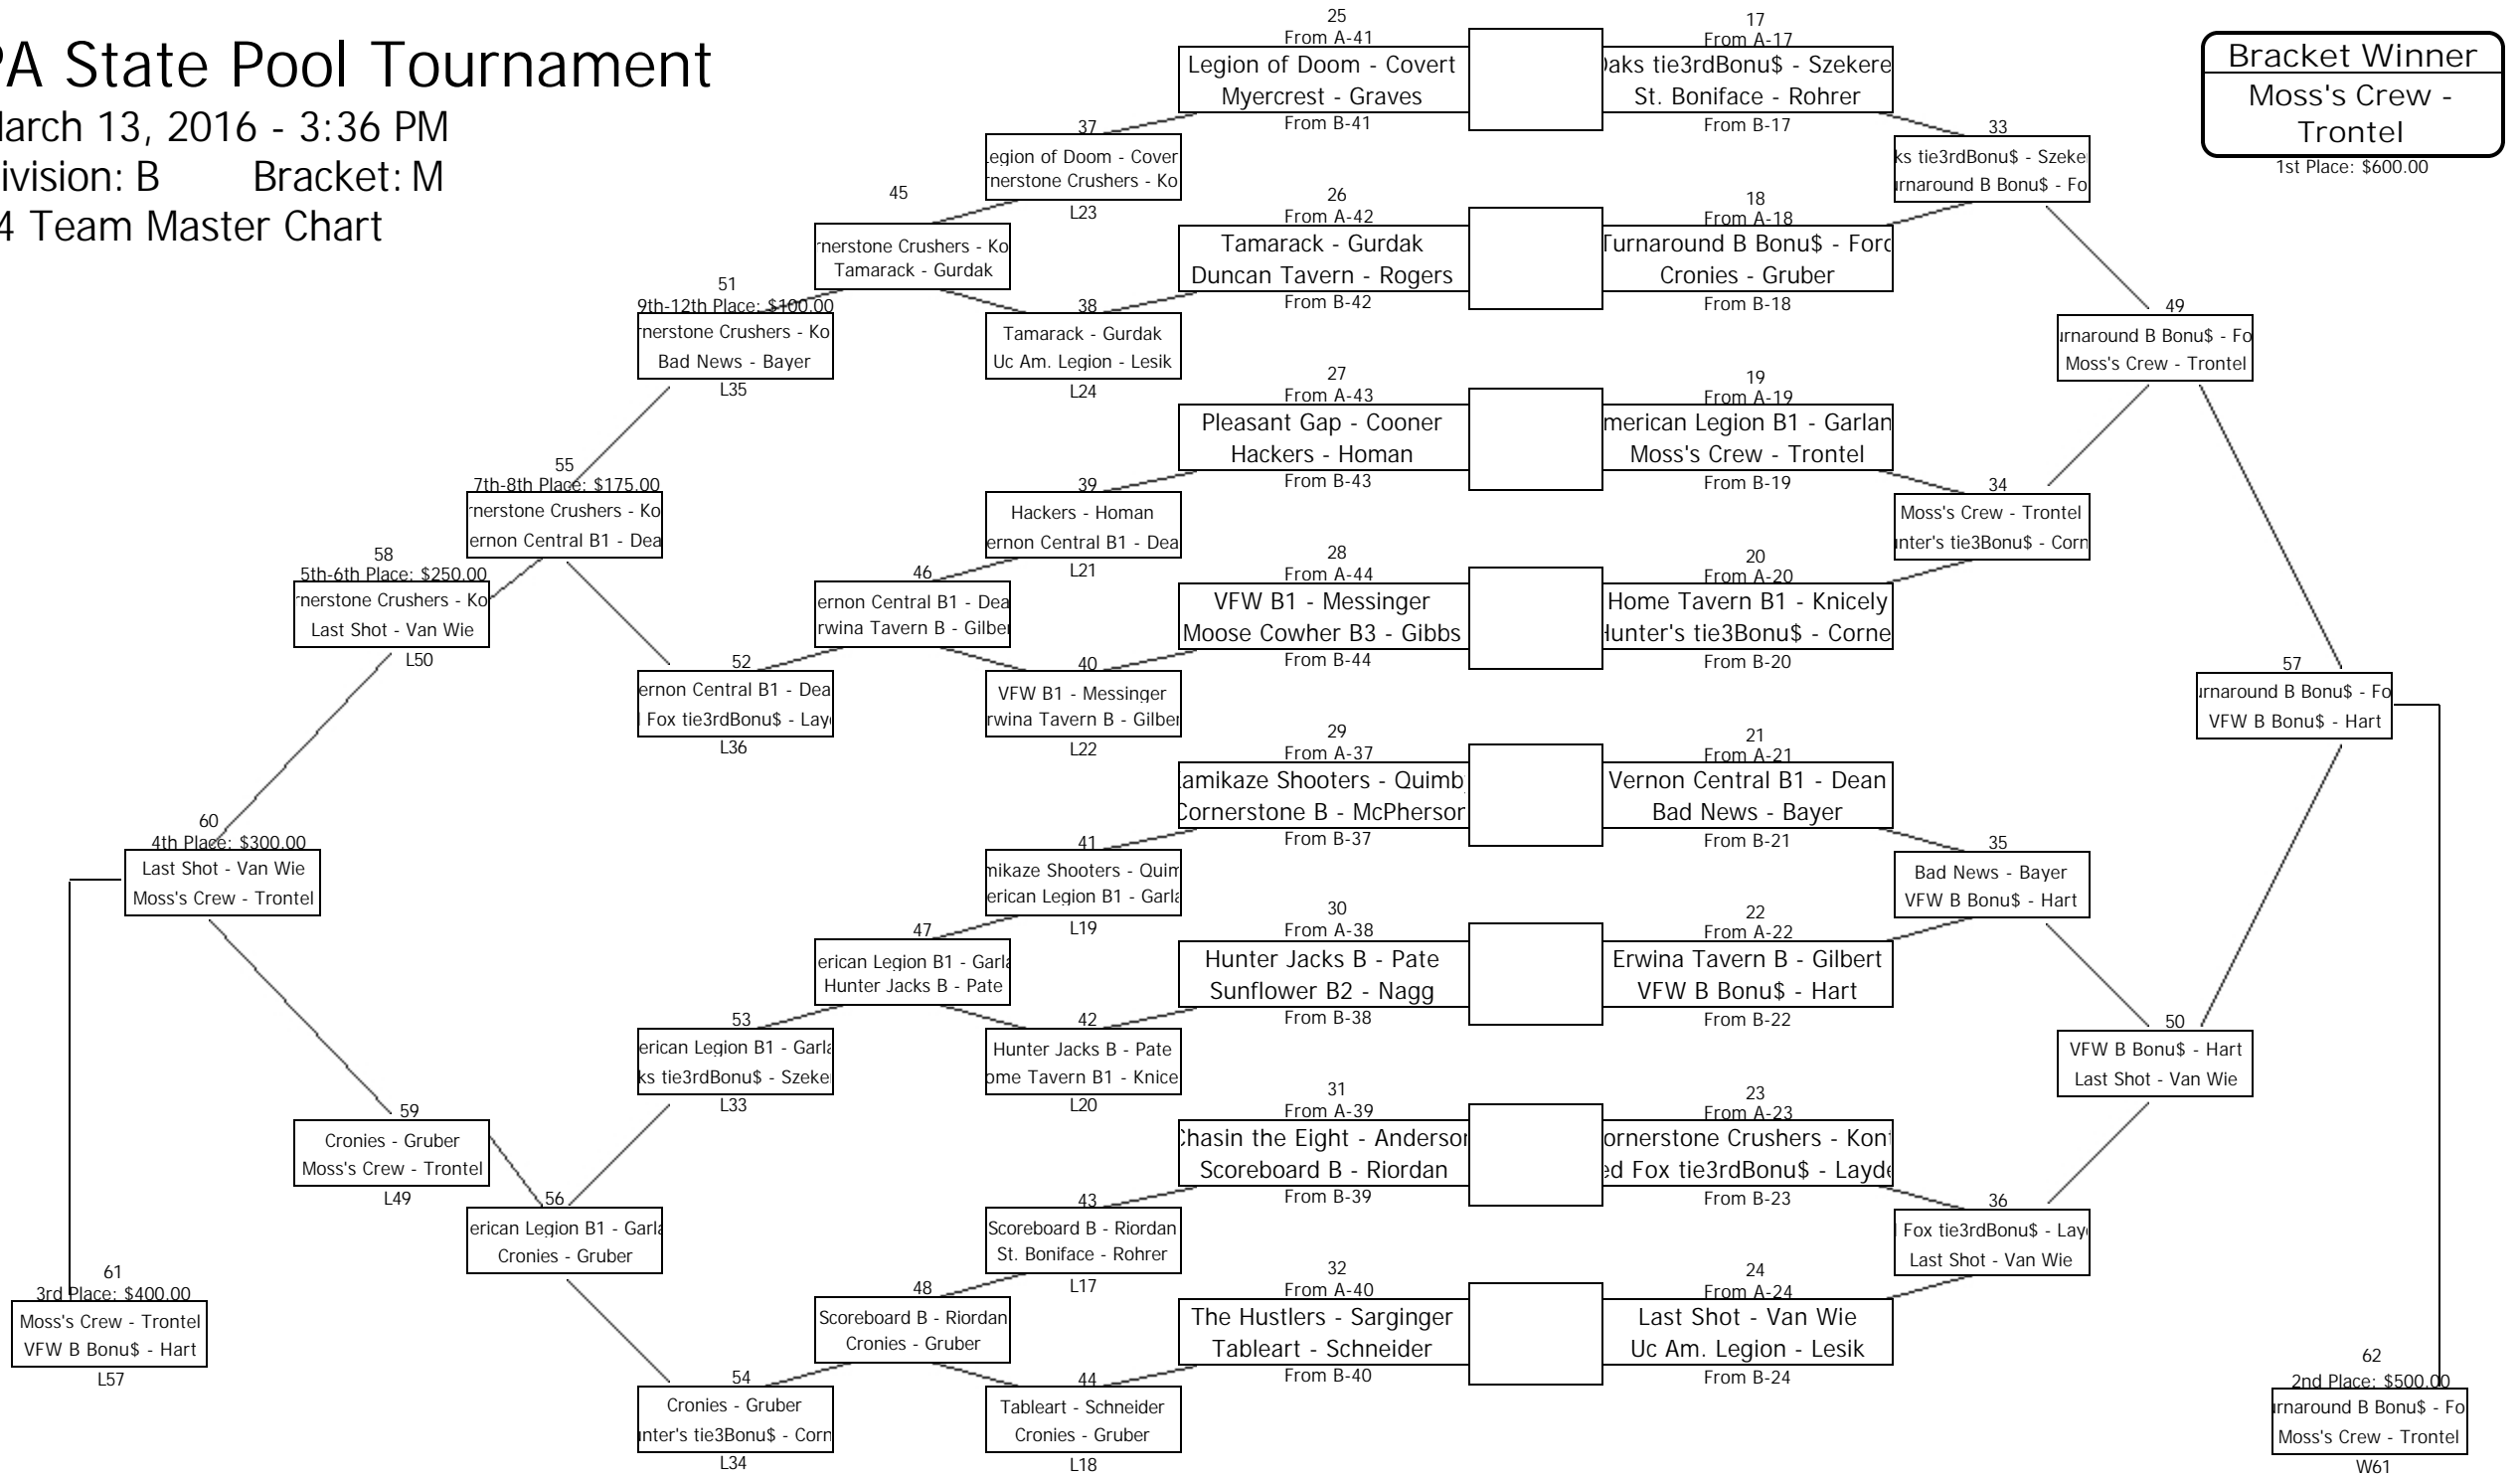 PA State Pool Tournament
March 13, 2016 - 3:36 PM
ivision: B Bracket: M
4 Team Master Chart
Bracket Winner
Moss's Crew -
Trontel
1st Place: $600.00
61
3rd Place: $400.00
Moss's Crew - Trontel
VFW B Bonu$ - Hart
L57
60
4th Place: $300.00
Last Shot - Van Wie
Moss's Crew - Trontel
58
5th-6th Place: $250.00
rnerstone Crushers - Ko
Last Shot - Van Wie
L50
59
Cronies - Gruber
Moss's Crew - Trontel
L49
55
7th-8th Place: $175.00
rnerstone Crushers - Ko
ernon Central B1 - Dea
56
erican Legion B1 - Garla
Cronies - Gruber
51
9th-12th Place: $100.00
rnerstone Crushers - Ko
Bad News - Bayer
L35
52
ernon Central B1 - Dea
Fox tie3rdBonu$ - Lay
L36
53
erican Legion B1 - Garla
ks tie3rdBonu$ - Szeke
L33
54
Cronies - Gruber
unter's tie3Bonu$ - Corn
L34
45
rnerstone Crushers - Ko
Tamarack - Gurdak
46
ernon Central B1 - Dea
rwina Tavern B - Gilber
47
erican Legion B1 - Garla
Hunter Jacks B - Pate
48
Scoreboard B - Riordan
Cronies - Gruber
37
Legion of Doom - Cover
rnerstone Crushers - Ko
L23
38
Tamarack - Gurdak
Uc Am. Legion - Lesik
L24
39
Hackers - Homan
ernon Central B1 - Dea
L21
40
VFW B1 - Messinger
rwina Tavern B - Gilber
L22
41
mikaze Shooters - Quim
erican Legion B1 - Garla
L19
42
Hunter Jacks B - Pate
ome Tavern B1 - Knice
L20
43
Scoreboard B - Riordan
St. Boniface - Rohrer
L17
44
Tableart - Schneider
Cronies - Gruber
L18
25
From A-41
Legion of Doom - Covert
Myercrest - Graves
From B-41
26
From A-42
Tamarack - Gurdak
Duncan Tavern - Rogers
From B-42
27
From A-43
Pleasant Gap - Cooner
Hackers - Homan
From B-43
28
From A-44
VFW B1 - Messinger
Moose Cowher B3 - Gibbs
From B-44
29
From A-37
amikaze Shooters - Quimb
Cornerstone B - McPherson
From B-37
30
From A-38
Hunter Jacks B - Pate
Sunflower B2 - Nagg
From B-38
31
From A-39
Chasin the Eight - Anderson
Scoreboard B - Riordan
From B-39
32
From A-40
The Hustlers - Sarginger
Tableart - Schneider
From B-40
17
From A-17
Oaks tie3rdBonu$ - Szekere
St. Boniface - Rohrer
From B-17
18
From A-18
Turnaround B Bonu$ - Ford
Cronies - Gruber
From B-18
19
From A-19
merican Legion B1 - Garlan
Moss's Crew - Trontel
From B-19
20
From A-20
Home Tavern B1 - Knicely
Hunter's tie3Bonu$ - Corne
From B-20
21
From A-21
Vernon Central B1 - Dean
Bad News - Bayer
From B-21
22
From A-22
Erwina Tavern B - Gilbert
VFW B Bonu$ - Hart
From B-22
23
From A-23
ornerstone Crushers - Kont
ed Fox tie3rdBonu$ - Layde
From B-23
24
From A-24
Last Shot - Van Wie
Uc Am. Legion - Lesik
From B-24
33
ks tie3rdBonu$ - Szeke
urnaround B Bonu$ - Fo
34
Moss's Crew - Trontel
unter's tie3Bonu$ - Corn
35
Bad News - Bayer
VFW B Bonu$ - Hart
36
Fox tie3rdBonu$ - Lay
Last Shot - Van Wie
49
urnaround B Bonu$ - Fo
Moss's Crew - Trontel
50
VFW B Bonu$ - Hart
Last Shot - Van Wie
57
urnaround B Bonu$ - Fo
VFW B Bonu$ - Hart
62
2nd Place: $500.00
urnaround B Bonu$ - Fo
Moss's Crew - Trontel
W61